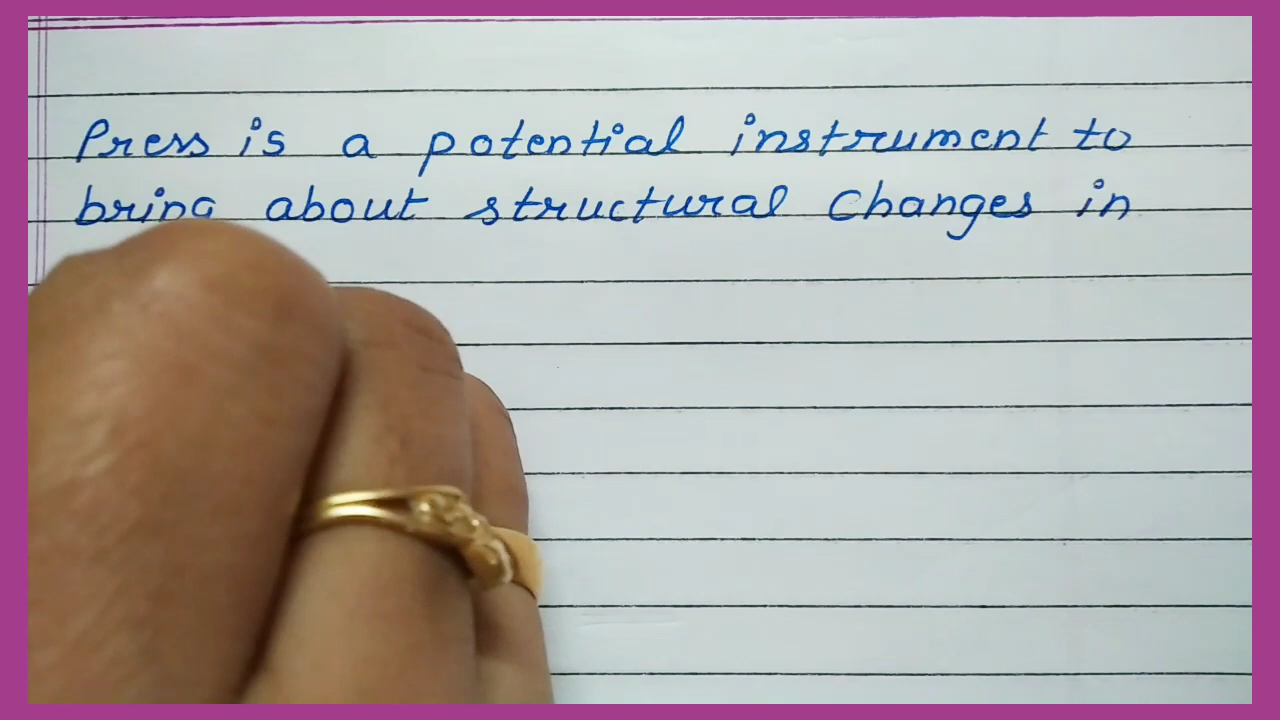 Press is a potential instrument to
bring about structural changes in